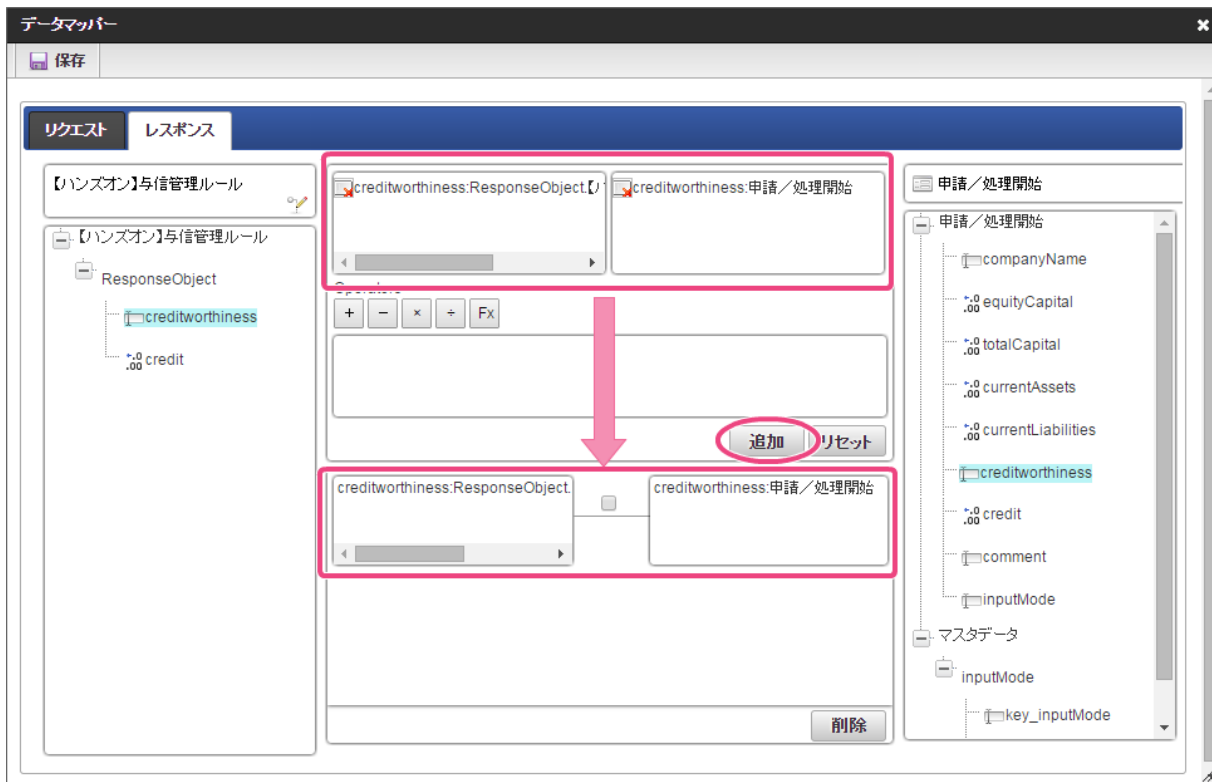 データマッパー
保存
リクエスト
レスポンス
【ハンズオン】与信管理ルール
【ハンズオン】与信管理ルール
ResponseObject
creditworthiness
credit
creditworthiness:ResponseObject.【ハ
creditworthiness:申請／処理開始
Operators
+ − × ÷ Fx
追加
リセット
creditworthiness:ResponseObject.
creditworthiness:申請／処理開始
削除
申請／処理開始
申請／処理開始
companyName
equityCapital
totalCapital
currentAssets
currentLiabilities
creditworthiness
credit
comment
inputMode
マスタデータ
inputMode
key_inputMode